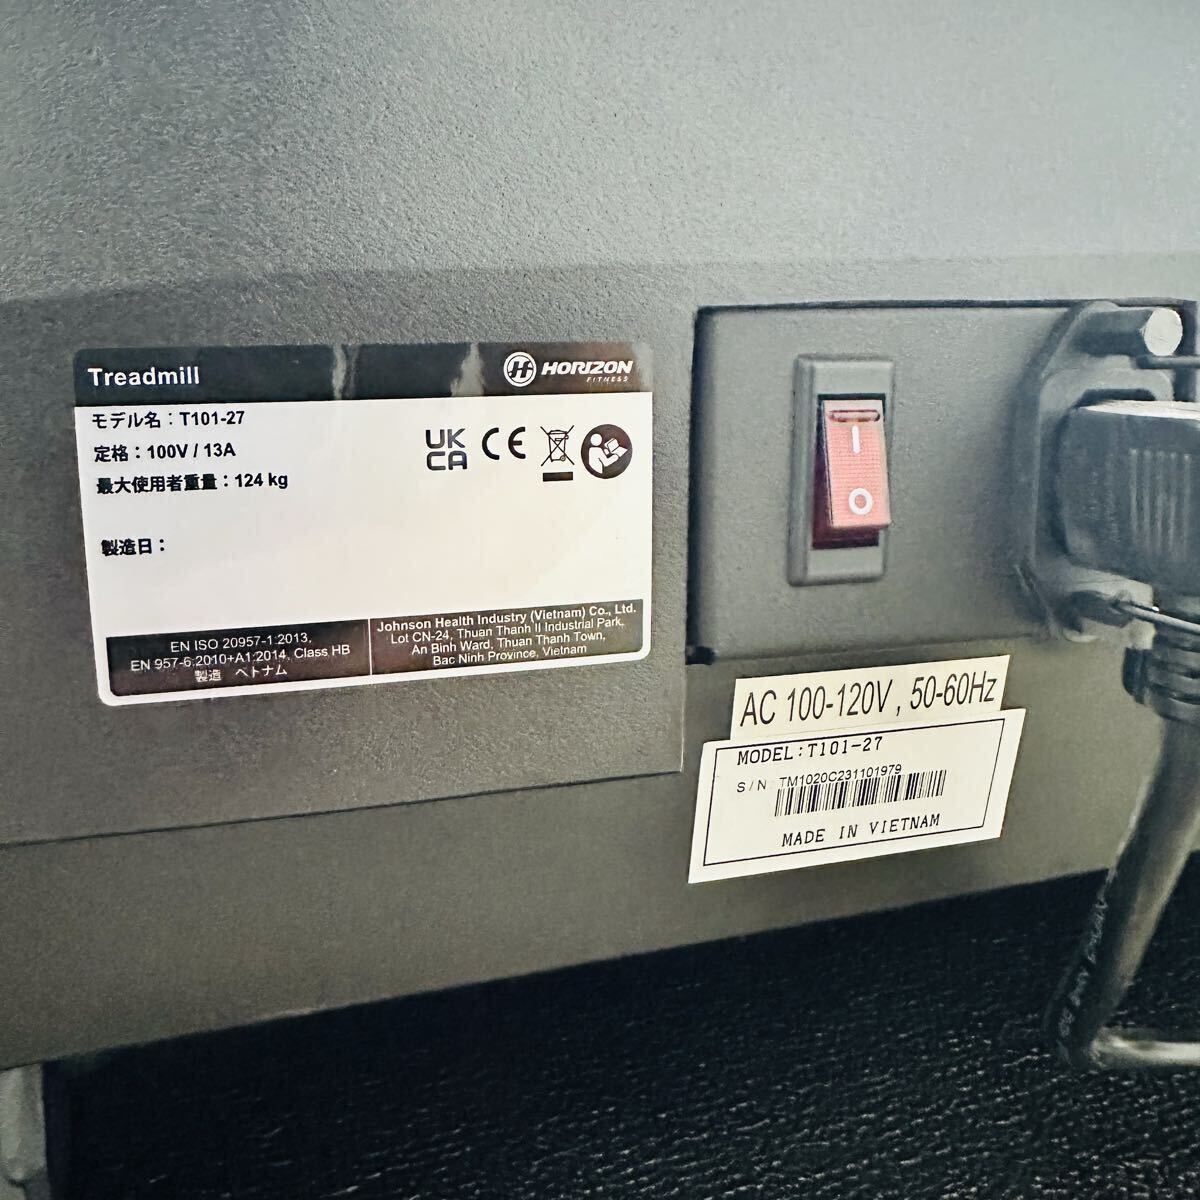 Treadmill
HORIZON
FITNESS
モデル名：T101-27
定格：100V / 13A
最大使用者重量：124 kg
製造日：
UK
CA
CE
EN ISO 20957-1:2013,
EN 957-6:2010+A1:2014, Class HB
製造 ベトナム
Johnson Health Industry (Vietnam) Co., Ltd.
Lot CN-24, Thuan Thanh II Industrial Park,
An Binh Ward, Thuan Thanh Town,
Bac Ninh Province, Vietnam
I
O
AC 100-120V , 50-60Hz
MODEL:T101-27
S/N: TM1020C231101979
MADE IN VIETNAM